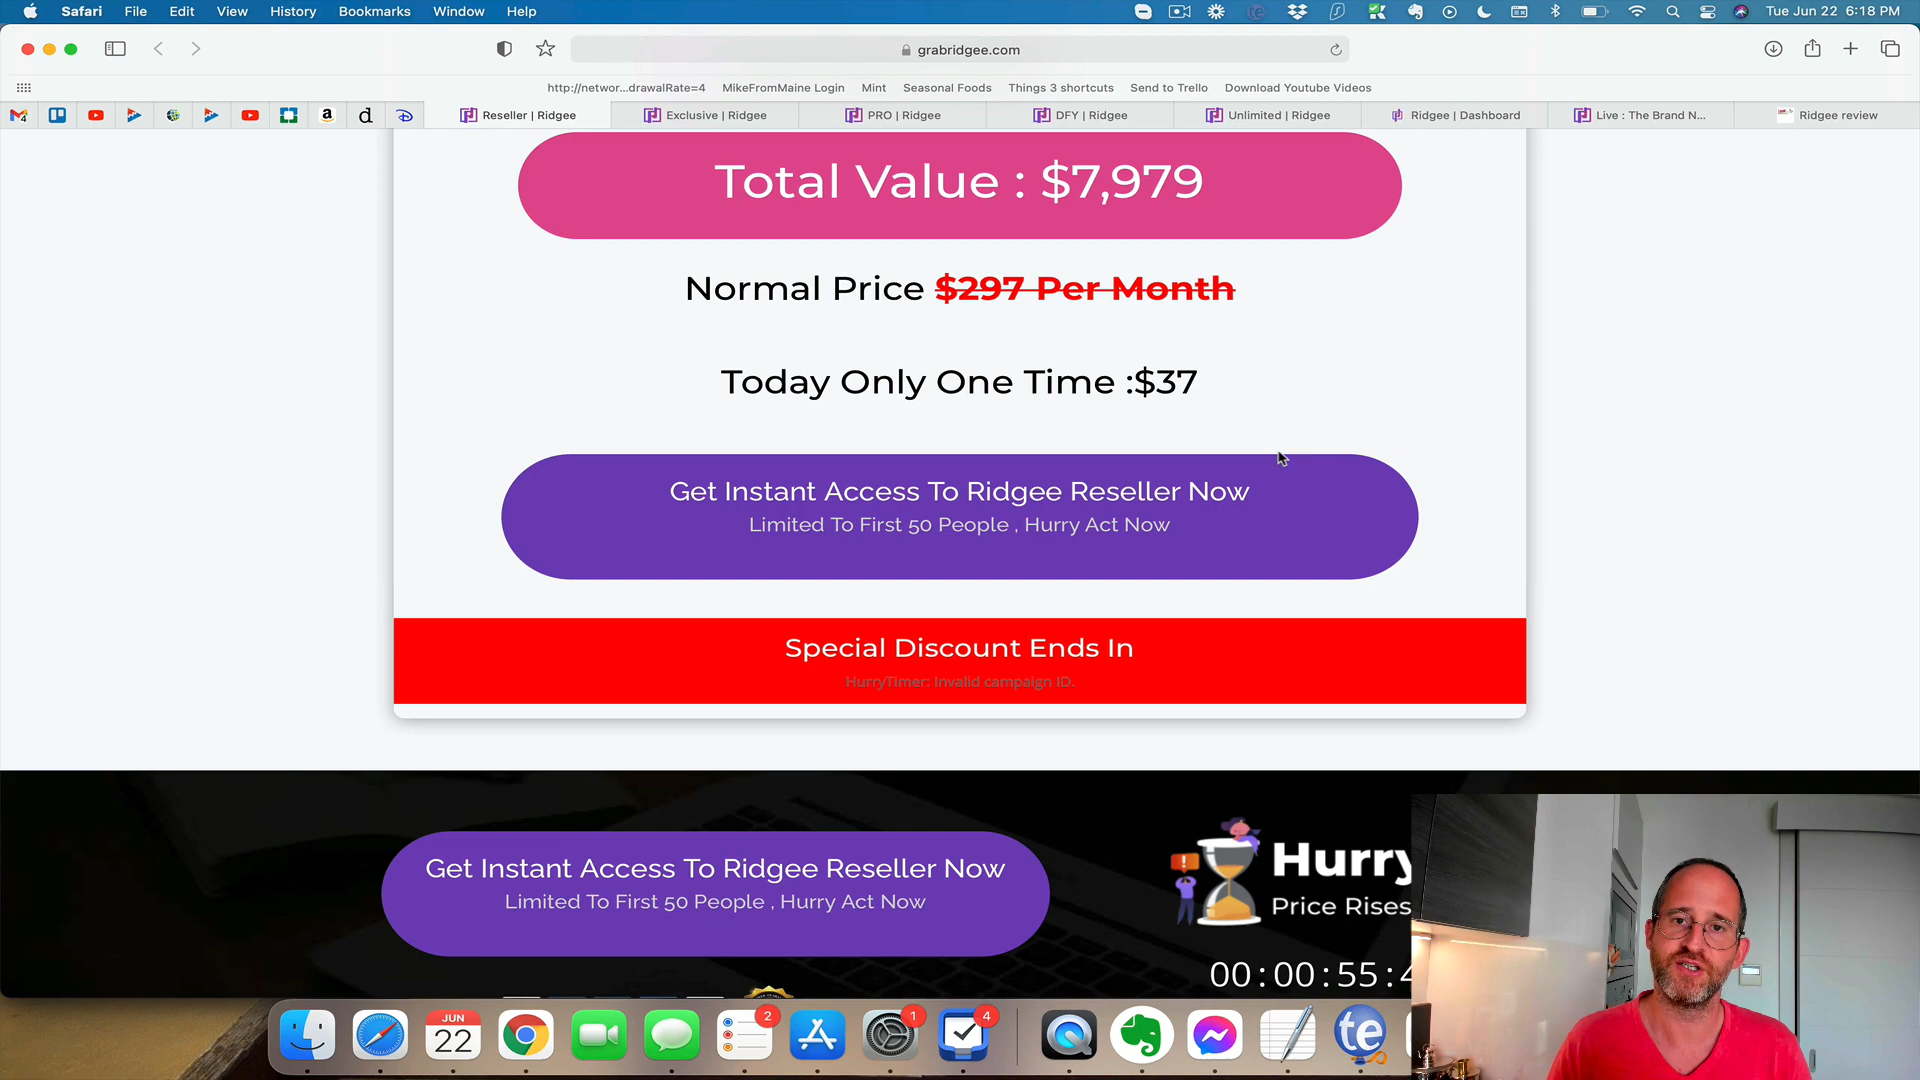 Safari File Edit View History Bookmarks Window Help
Tue Jun 22 6:18 PM
grabridgee.com
http://networ...drawalRate=4 MikeFromMaine Login Mint Seasonal Foods Things 3 shortcuts Send to Trello Download Youtube Videos
Reseller | Ridgee Exclusive | Ridgee PRO | Ridgee DFY | Ridgee Unlimited | Ridgee Ridgee | Dashboard Live : The Brand N... Ridgee review
Total Value : $7,979
Normal Price $297 Per Month
Today Only One Time :$37
Get Instant Access To Ridgee Reseller Now
Limited To First 50 People , Hurry Act Now
Special Discount Ends In
HurryTimer: Invalid campaign ID.
Get Instant Access To Ridgee Reseller Now
Limited To First 50 People , Hurry Act Now
Hurry
Price Rises
00:00:55:
JUN
22
2
1
4
te